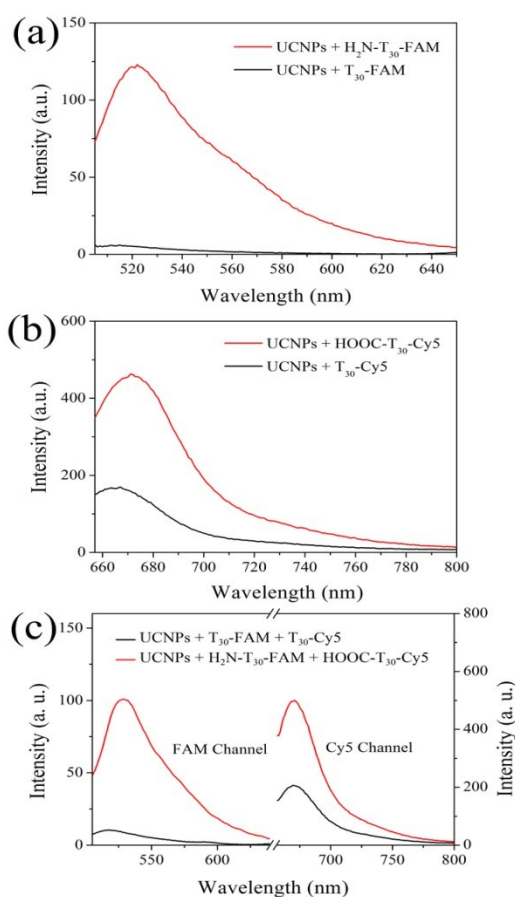 (a)
UCNPs + H₂N-T₃₀-FAM
UCNPs + T₃₀-FAM
150
100
50
0
Intensity (a.u.)
520 540 560 580 600 620 640
Wavelength (nm)
(b)
UCNPs + HOOC-T₃₀-Cy5
UCNPs + T₃₀-Cy5
600
400
200
0
Intensity (a.u.)
660 680 700 720 740 760 780 800
Wavelength (nm)
(c)
UCNPs + T₃₀-FAM + T₃₀-Cy5
UCNPs + H₂N-T₃₀-FAM + HOOC-T₃₀-Cy5
150
100
50
0
Intensity (a. u.)
FAM Channel
Cy5 Channel
800
600
400
200
0
Intensity (a. u.)
550 600 700 750 800
Wavelength (nm)